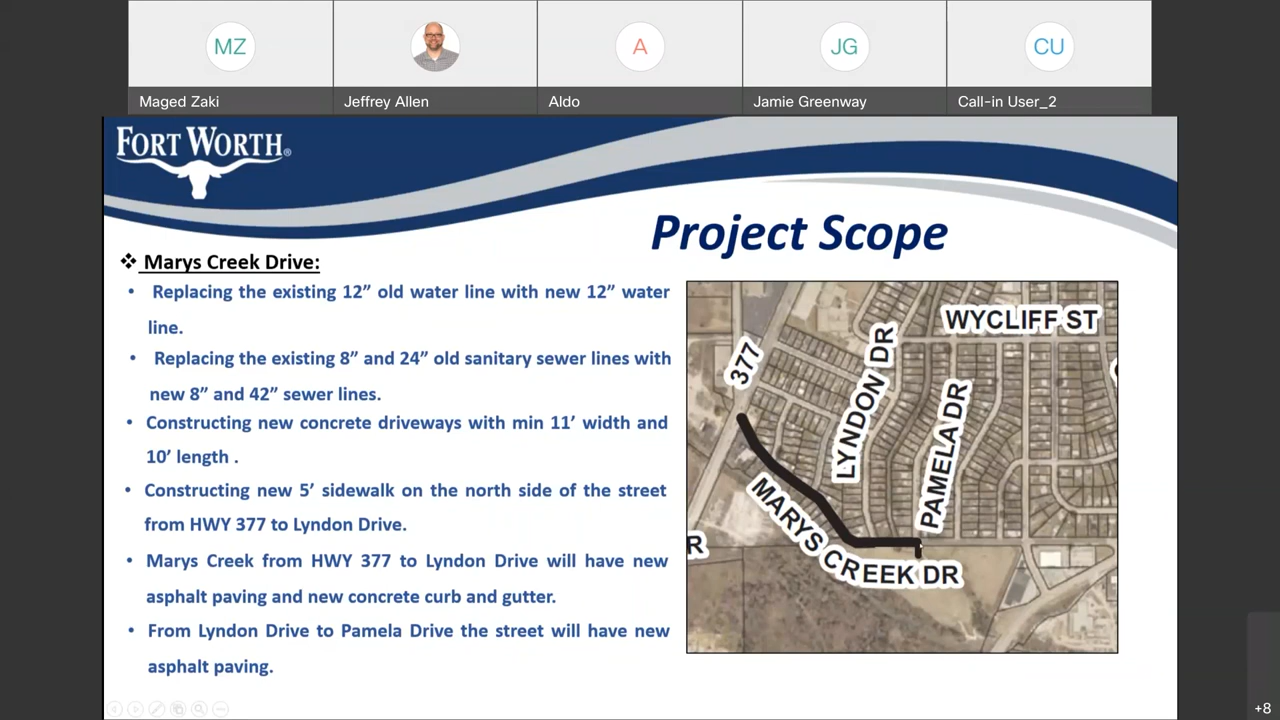 MZ
A
JG
CU
Maged Zaki
Jeffrey Allen
Aldo
Jamie Greenway
Call-in User_2
FORT WORTH®
Project Scope
❖ Marys Creek Drive:
• Replacing the existing 12” old water line with new 12” water
line.
• Replacing the existing 8” and 24” old sanitary sewer lines with
new 8” and 42” sewer lines.
• Constructing new concrete driveways with min 11’ width and
10’ length .
• Constructing new 5’ sidewalk on the north side of the street
from HWY 377 to Lyndon Drive.
• Marys Creek from HWY 377 to Lyndon Drive will have new
asphalt paving and new concrete curb and gutter.
• From Lyndon Drive to Pamela Drive the street will have new
asphalt paving.
WYCLIFF ST
377
LYNDON DR
PAMELA DR
MARYS CREEK DR
R
+8